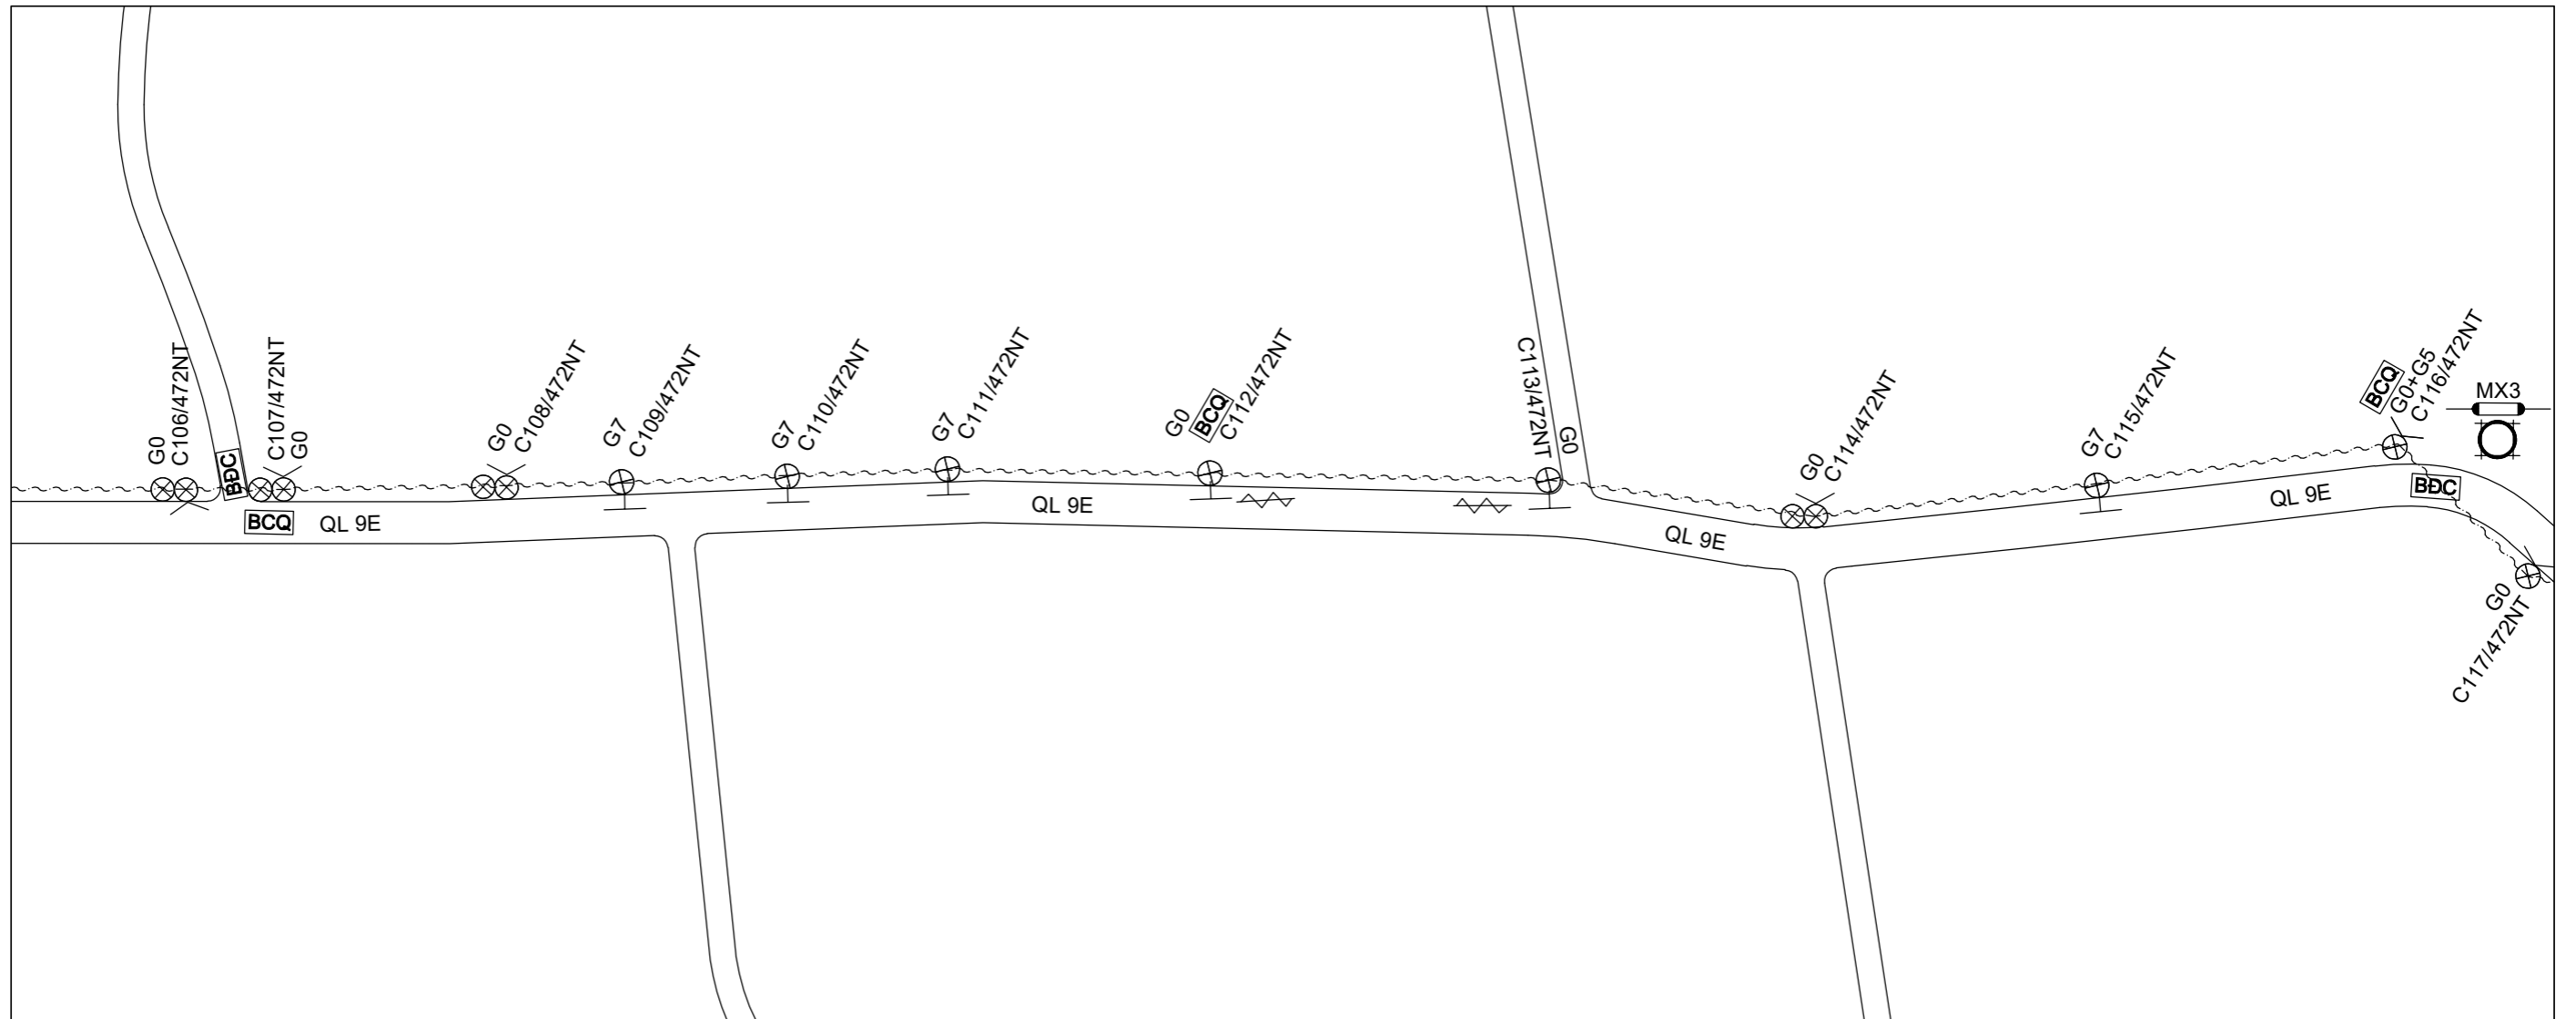 G0
C106/472NT
BĐC
C107/472NT
G0
BCQ
QL 9E
G0
C108/472NT
G7
C109/472NT
G7
C110/472NT
G7
C111/472NT
QL 9E
G0
BCQ
C112/472NT
C113/472NT
G0
QL 9E
G0
C114/472NT
G7
C115/472NT
QL 9E
BCQ
G0+G5
C116/472NT
MX3
BĐC
G0
C117/472NT